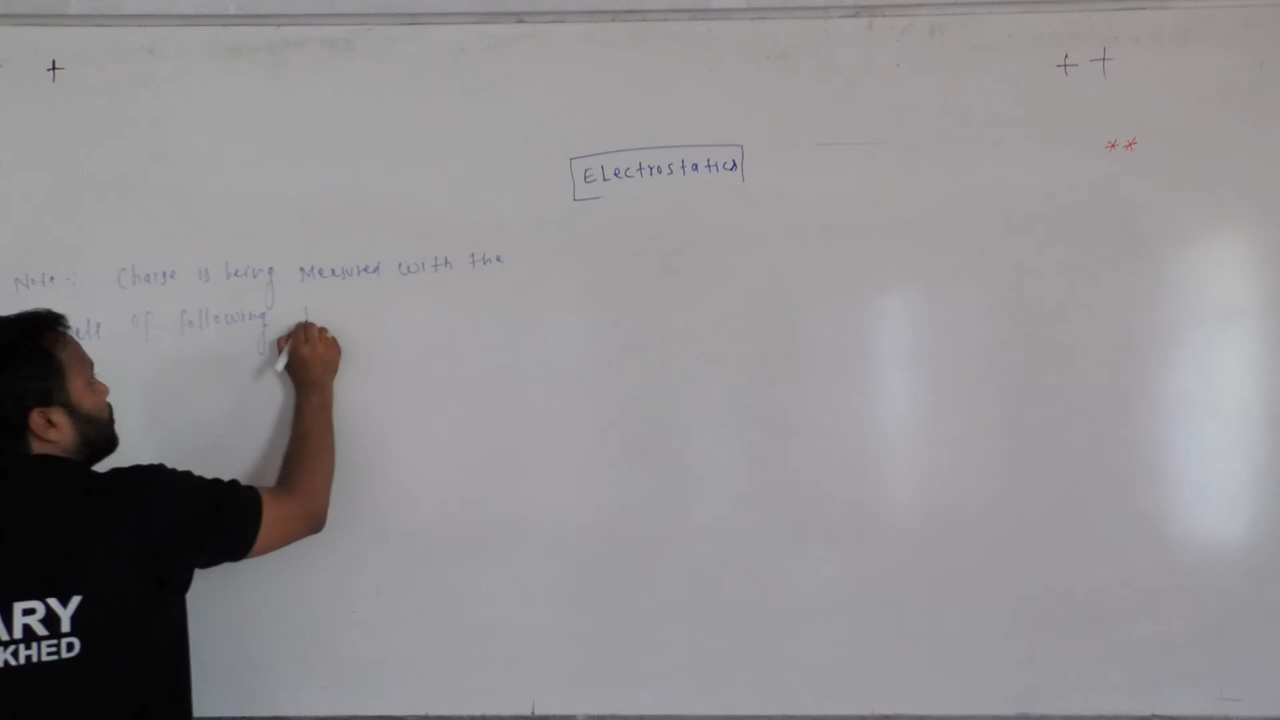 +
+ +
**
ELectrostatics
Note:- Charge is being Measured with the
of following
ARY
KHED